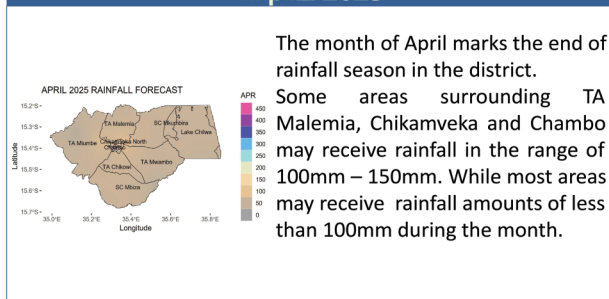 APRIL 2025 RAINFALL FORECAST
APR
15.2°S
15.3°S
15.4°S
15.5°S
15.6°S
15.7°S
Latitude
TA Mlumbe
TA Malemia
SC Mkumbira
Lake Chilwa
TA Chikowi
TA Mwambo
SC Mbiza
35.0°E 35.2°E 35.4°E 35.6°E 35.8°E
Longitude
450
400
350
300
250
200
150
100
50
0
The month of April marks the end of
rainfall season in the district.
Some areas surrounding TA
Malemia, Chikamveka and Chambo
may receive rainfall in the range of
100mm – 150mm. While most areas
may receive rainfall amounts of less
than 100mm during the month.